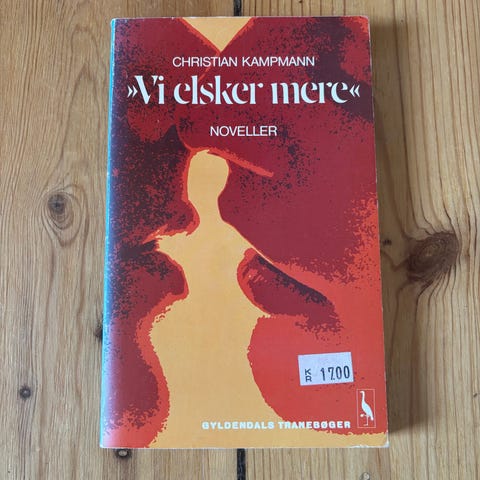 CHRISTIAN KAMPMANN
»Vi elsker mere«
NOVELLER
KR 17.00
GYLDENDALS TRANEBØGER